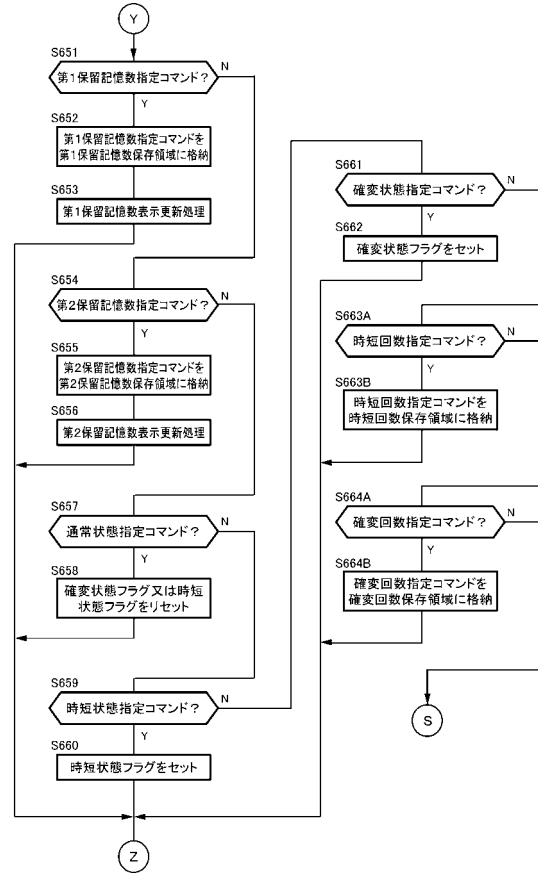 Y
S651
第1保留記憶数指定コマンド?
N
Y
S652
第1保留記憶数指定コマンドを
第1保留記憶数保存領域に格納
S653
第1保留記憶数表示更新処理
S654
第2保留記憶数指定コマンド?
N
Y
S655
第2保留記憶数指定コマンドを
第2保留記憶数保存領域に格納
S656
第2保留記憶数表示更新処理
S657
通常状態指定コマンド?
N
Y
S658
確変状態フラグ又は時短
状態フラグをリセット
S659
時短状態指定コマンド?
N
Y
S660
時短状態フラグをセット
Z
S661
確変状態指定コマンド?
N
Y
S662
確変状態フラグをセット
S663A
時短回数指定コマンド?
N
Y
S663B
時短回数指定コマンドを
時短回数保存領域に格納
S664A
確変回数指定コマンド?
N
Y
S664B
確変回数指定コマンドを
確変回数保存領域に格納
S